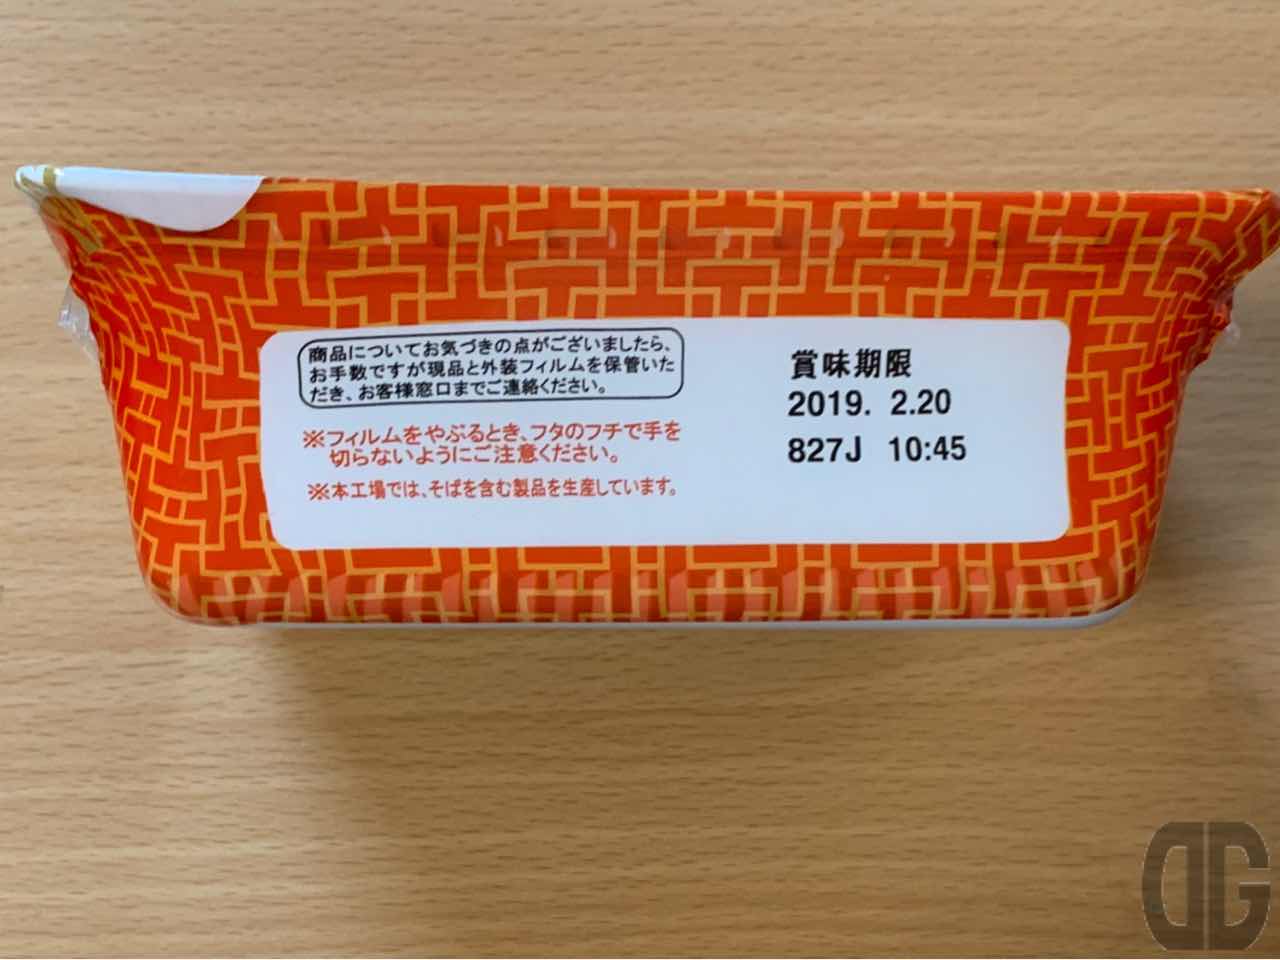 商品についてお気づきの点がございましたら、
お手数ですが現品と外装フィルムを保管いた
だき、お客様窓口までご連絡ください。
※フィルムをやぶるとき、フタのフチで手を
切らないようにご注意ください。
※本工場では、そばを含む製品を生産しています。
賞味期限
2019. 2.20
827J 10:45
DG